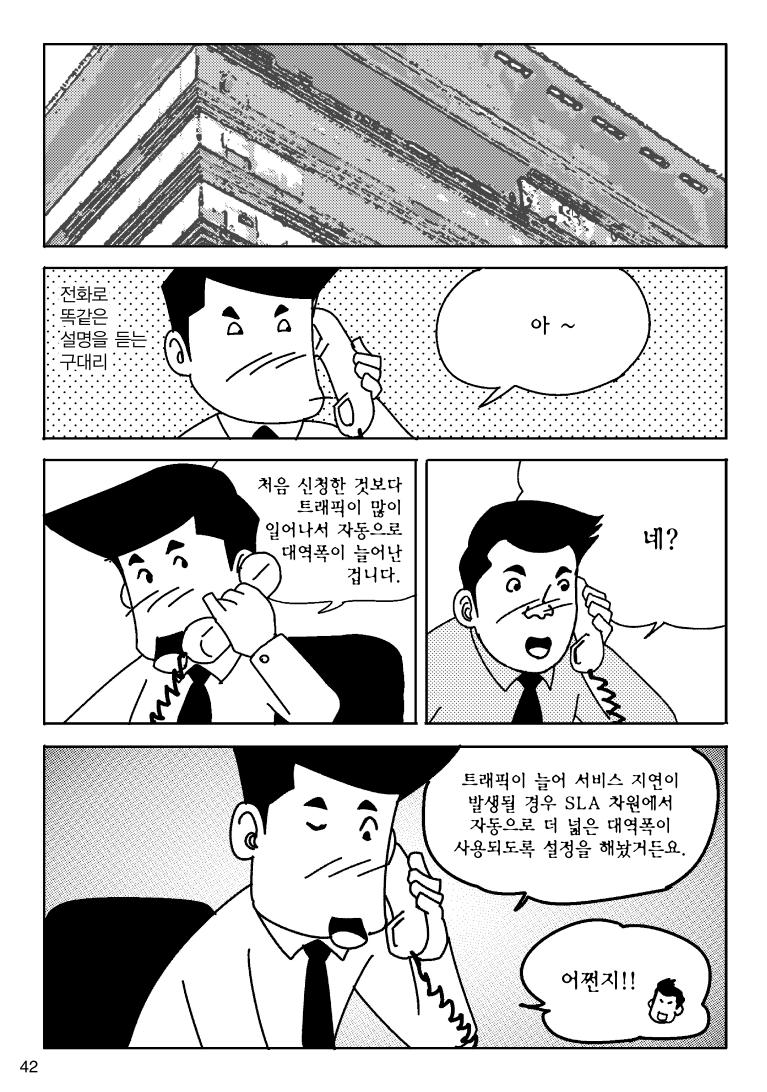 전화로
똑같은
설명을 듣는
구대리
아 ~
처음 신청한 것보다
트래픽이 많이
일어나서 자동으로
대역폭이 늘어난
겁니다.
네?
트래픽이 늘어 서비스 지연이
발생될 경우 SLA 차원에서
자동으로 더 넓은 대역폭이
사용되도록 설정을 해놨거든요.
어쩐지!!
42